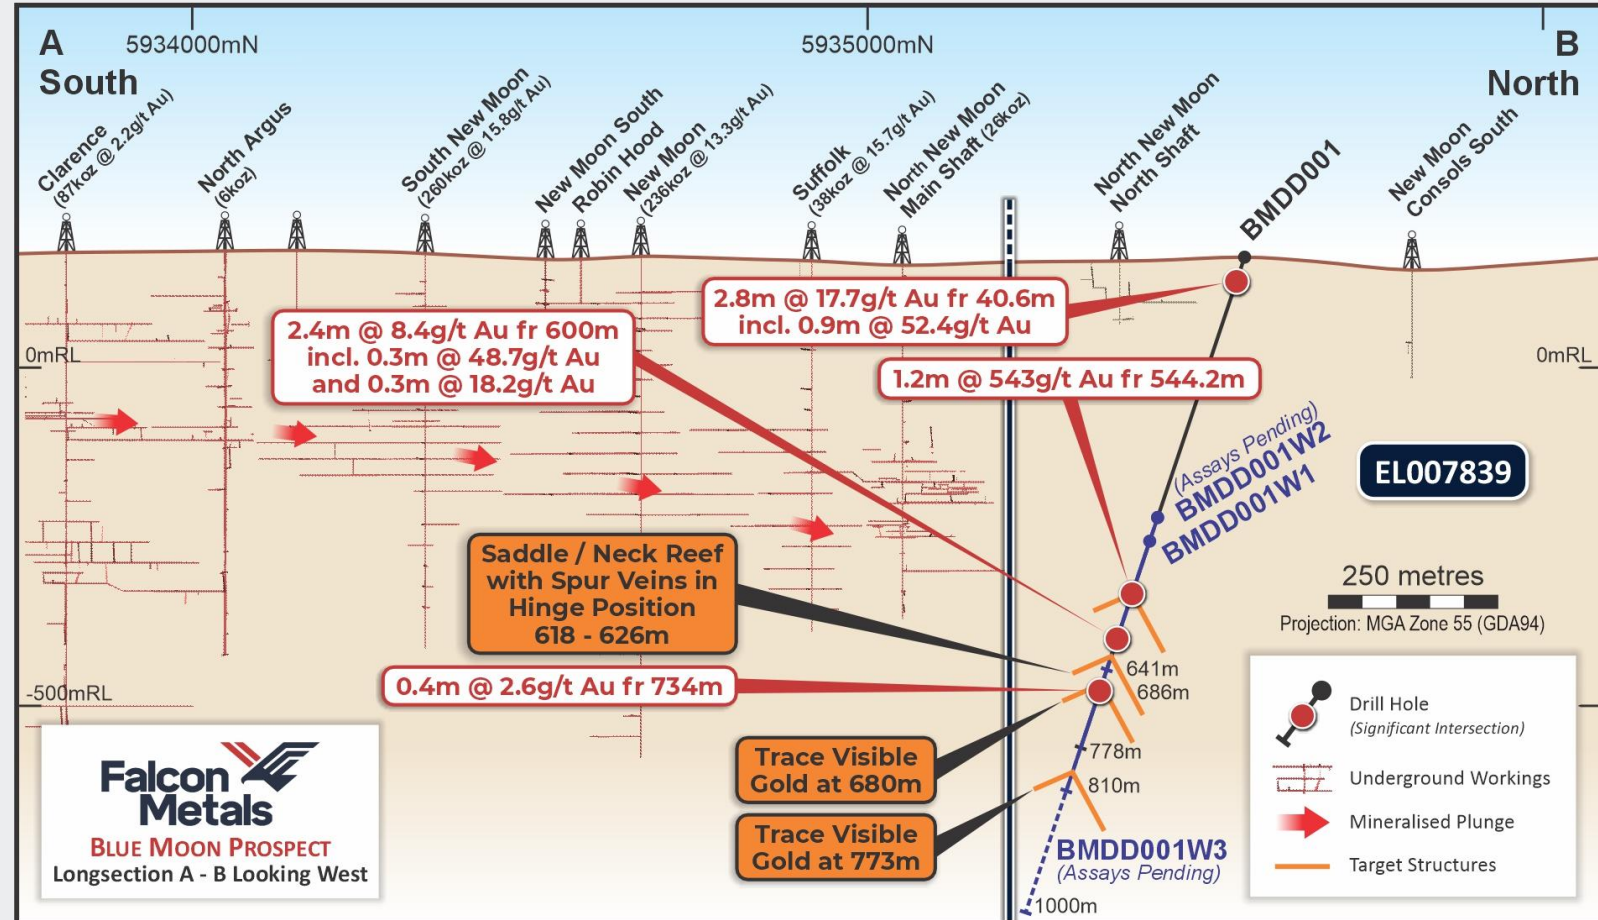 A
South
5934000mN
5935000mN
B
North
Clarence
(87koz @ 2.2g/t Au)
North Argus
(6koz)
South New Moon
(260koz @ 15.8g/t Au)
New Moon South
Robin Hood
New Moon
(236koz @ 13.3g/t Au)
Suffolk
(38koz @ 15.7g/t Au)
North New Moon
Main Shaft (26koz)
North New Moon
North Shaft
BMDD001
New Moon
Consols South
2.8m @ 17.7g/t Au fr 40.6m
incl. 0.9m @ 52.4g/t Au
2.4m @ 8.4g/t Au fr 600m
incl. 0.3m @ 48.7g/t Au
and 0.3m @ 18.2g/t Au
0mRL
0mRL
1.2m @ 543g/t Au fr 544.2m
(Assays Pending)
BMDD001W2
BMDD001W1
EL007839
Saddle / Neck Reef
with Spur Veins in
Hinge Position
618 - 626m
250 metres
Projection: MGA Zone 55 (GDA94)
641m
686m
0.4m @ 2.6g/t Au fr 734m
-500mRL
Trace Visible
Gold at 680m
778m
810m
Trace Visible
Gold at 773m
BMDD001W3
(Assays Pending)
1000m
Falcon
Metals
BLUE MOON PROSPECT
Longsection A - B Looking West
Drill Hole
(Significant Intersection)
Underground Workings
Mineralised Plunge
Target Structures